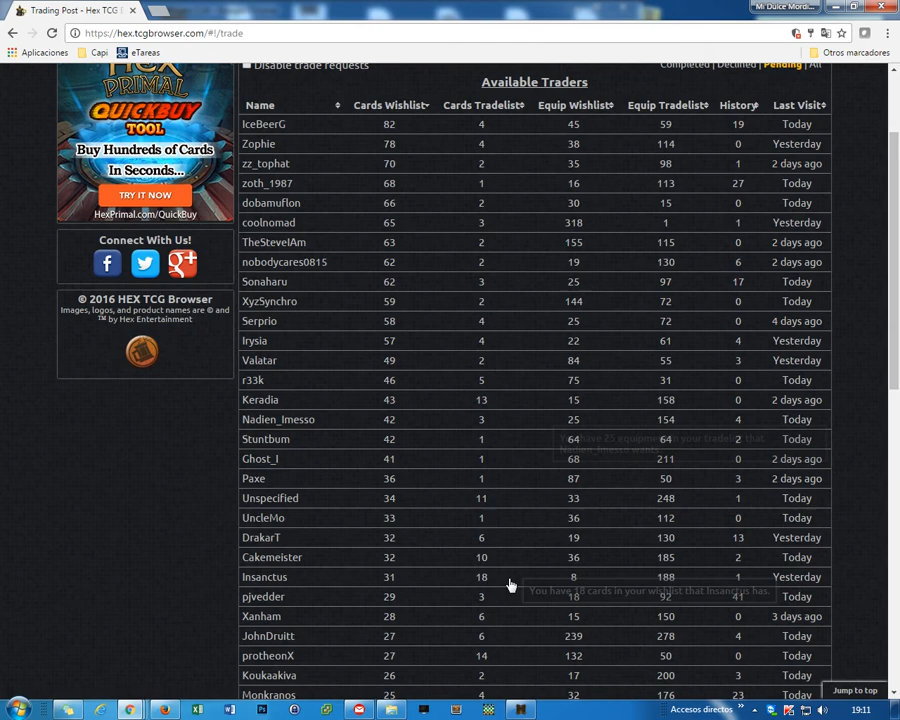 Trading Post - Hex TCG B
Mi Dulce Mordi...
https://hex.tcgbrowser.com/#!/trade
Aplicaciones Capi eTareas Otros marcadores
HEX
PRIMAL
QUICKBUY
TOOL
Buy Hundreds of Cards
In Seconds...
TRY IT NOW
HexPrimal.com/QuickBuy
Connect With Us!
© 2016 HEX TCG Browser
Images, logos, and product names are © and
™ by Hex Entertainment
Disable trade requests Completed | Declined | Pending | All
Available Traders
Name Cards Wishlist Cards Tradelist Equip Wishlist Equip Tradelist History Last Visit
IceBeerG 82 4 45 59 19 Today
Zophie 78 4 38 114 0 Yesterday
zz_tophat 70 2 35 98 1 2 days ago
zoth_1987 68 1 16 113 27 Today
dobamuflon 66 2 30 15 0 Today
coolnomad 65 3 318 1 1 Yesterday
TheSteveIAm 63 2 155 115 0 2 days ago
nobodycares0815 62 2 19 130 6 2 days ago
Sonaharu 62 3 25 97 17 Today
XyzSynchro 59 2 144 72 0 Today
Serprio 58 4 25 72 0 4 days ago
Irysia 57 4 22 61 4 Yesterday
Valatar 49 2 84 55 3 Yesterday
r33k 46 5 75 31 0 Today
Keradia 43 13 15 158 0 2 days ago
Nadien_Imesso 42 3 25 154 4 Today
You have 25 equipment in your tradelist that
Nadien_Imesso wants.
Stuntbum 42 1 64 64 Today
Ghost_I 41 1 68 211 0 2 days ago
Paxe 36 1 87 50 3 2 days ago
Unspecified 34 11 33 248 1 Today
UncleMo 33 1 36 112 0 Today
DrakarT 32 6 19 130 13 Yesterday
Cakemeister 32 10 36 185 2 Today
Insanctus 31 18 8 188 1 Yesterday
You have 18 cards in your wishlist that Insanctus has.
pjvedder 29 3 18 92 41 Today
Xanham 28 6 15 150 0 3 days ago
JohnDruitt 27 6 239 278 4 Today
protheonX 27 14 132 50 0 Today
Koukaakiva 26 2 17 200 3 Today
Monkranos 25 4 32 176 23 Today
Jump to top
Accesos directos 19:11